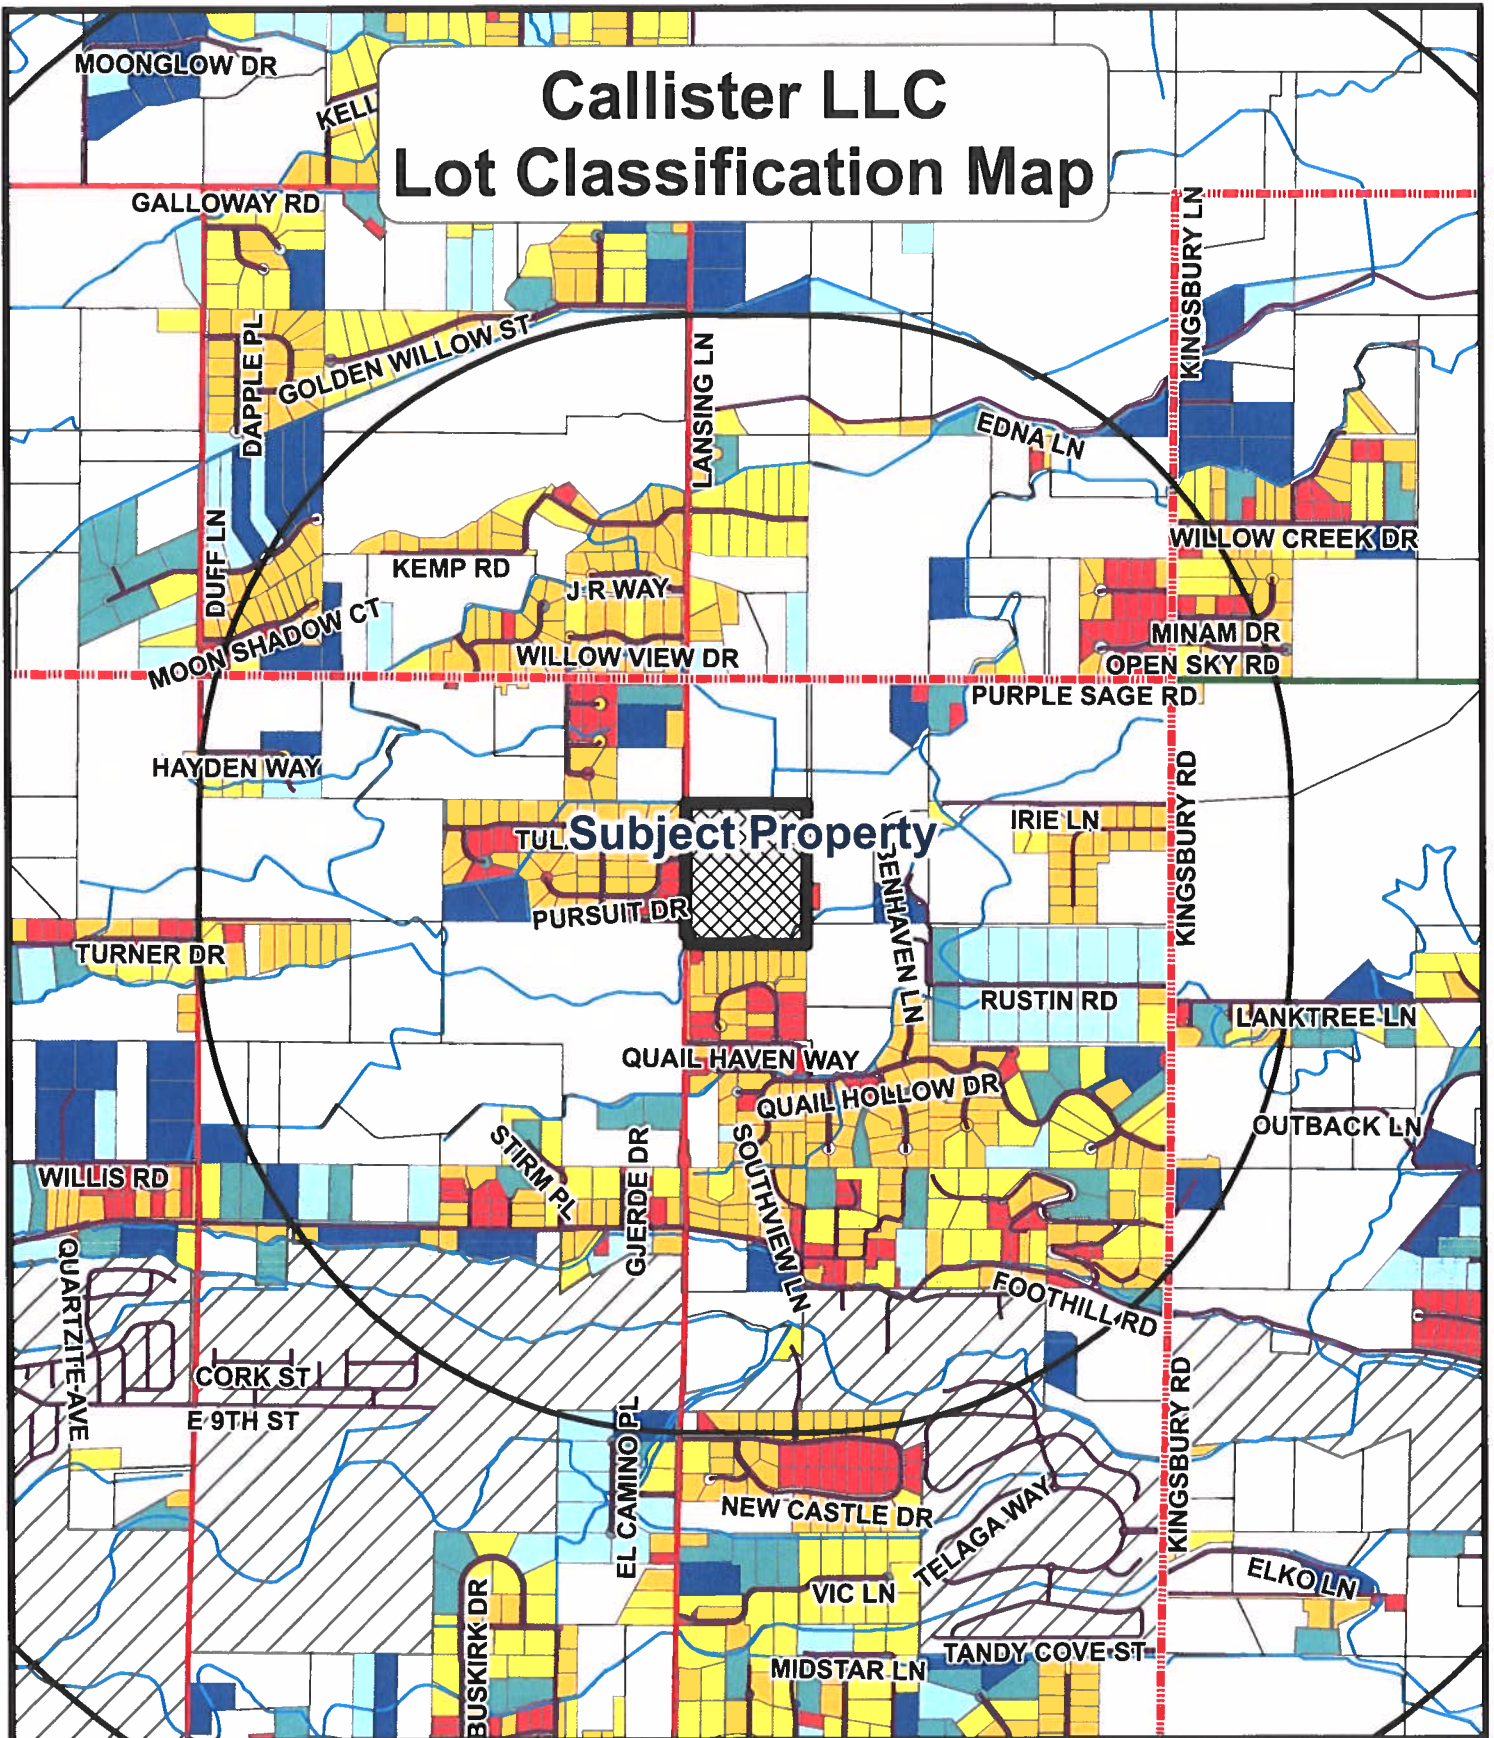 MOONGLOW DR
KELL
Callister LLC
Lot Classification Map
GALLOWAY RD
KINGSBURY LN
DAPPLE PL
GOLDEN WILLOW ST
LANSING LN
EDNA LN
DUFF LN
KEMP RD
J R WAY
WILLOW CREEK DR
MOON SHADOW CT
WILLOW VIEW DR
MINAM DR
OPEN SKY RD
PURPLE SAGE RD
HAYDEN WAY
KINGSBURY RD
TUL
Subject Property
IRIE LN
BENHAVEN LN
PURSUIT DR
TURNER DR
RUSTIN RD
LANKTREE LN
QUAIL HAVEN WAY
QUAIL HOLLOW DR
OUTBACK LN
STIRM PL
GJERDE DR
SOUTHVIEW LN
WILLIS RD
QUARTZITE AVE
FOOTHILL RD
CORK ST
E 9TH ST
EL CAMINO PL
KINGSBURY RD
NEW CASTLE DR
TELAGA WAY
VIC LN
ELKO LN
BUSKIRK DR
TANDY COVE ST
MIDSTAR LN